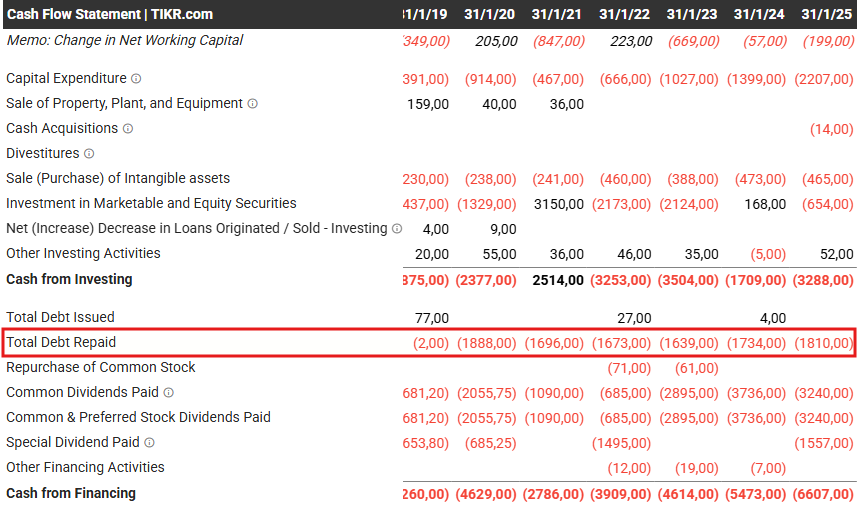 Cash Flow Statement | TIKR.com 31/1/19 31/1/20 31/1/21 31/1/22 31/1/23 31/1/24 31/1/25
Memo: Change in Net Working Capital 349,00) 205,00 (847,00) 223,00 (669,00) (57,00) (199,00)
Capital Expenditure 391,00) (914,00) (467,00) (666,00) (1027,00) (1399,00) (2207,00)
Sale of Property, Plant, and Equipment 159,00 40,00 36,00
Cash Acquisitions (14,00)
Divestitures
Sale (Purchase) of Intangible assets 230,00) (238,00) (241,00) (460,00) (388,00) (473,00) (465,00)
Investment in Marketable and Equity Securities 437,00) (1329,00) 3150,00 (2173,00) (2124,00) 168,00 (654,00)
Net (Increase) Decrease in Loans Originated / Sold - Investing 4,00 9,00
Other Investing Activities 20,00 55,00 36,00 46,00 35,00 (5,00) 52,00
Cash from Investing 875,00) (2377,00) 2514,00 (3253,00) (3504,00) (1709,00) (3288,00)
Total Debt Issued 77,00 27,00 4,00
Total Debt Repaid (2,00) (1888,00) (1696,00) (1673,00) (1639,00) (1734,00) (1810,00)
Repurchase of Common Stock (71,00) (61,00)
Common Dividends Paid 681,20) (2055,75) (1090,00) (685,00) (2895,00) (3736,00) (3240,00)
Common & Preferred Stock Dividends Paid 681,20) (2055,75) (1090,00) (685,00) (2895,00) (3736,00) (3240,00)
Special Dividend Paid 653,80) (685,25) (1495,00) (1557,00)
Other Financing Activities (12,00) (19,00) (7,00)
Cash from Financing 260,00) (4629,00) (2786,00) (3909,00) (4614,00) (5473,00) (6607,00)